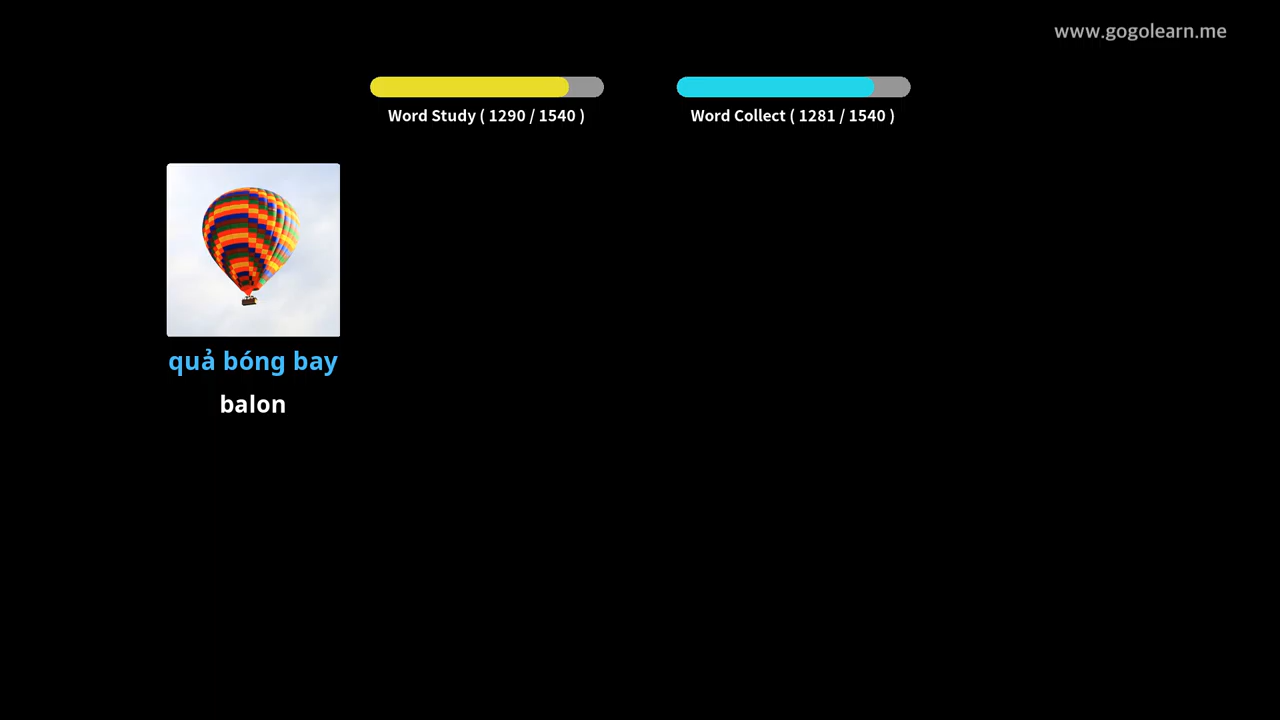 www.gogolearn.me
Word Study ( 1290 / 1540 )
Word Collect ( 1281 / 1540 )
quả bóng bay
balon